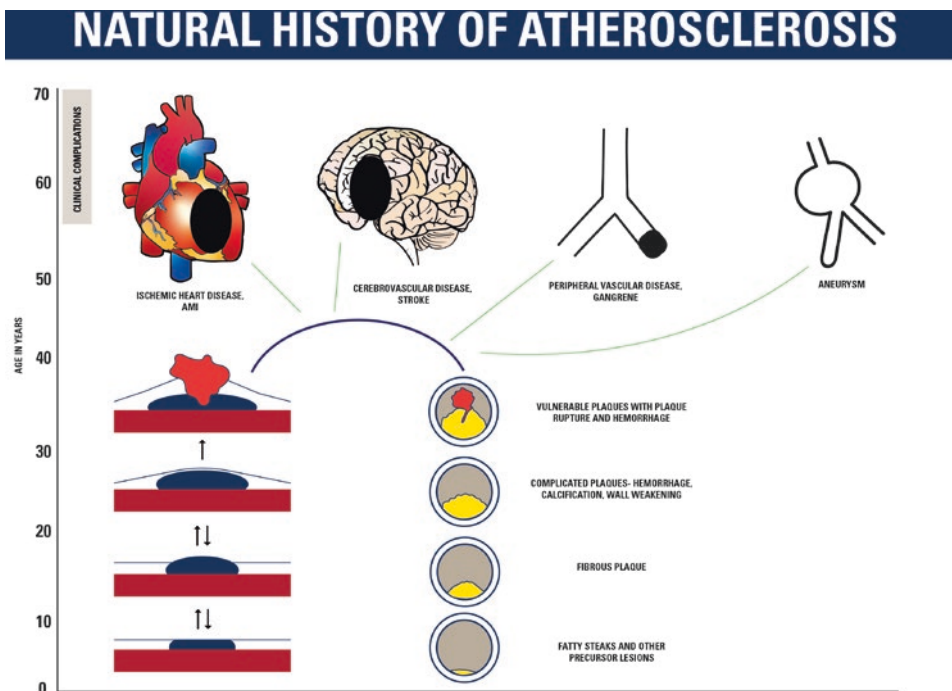 NATURAL HISTORY OF ATHEROSCLEROSIS
70
CLINICAL COMPLICATIONS
60
50
ISCHEMIC HEART DISEASE,
AMI
CEREBROVASCULAR DISEASE,
STROKE
PERIPHERAL VASCULAR DISEASE,
GANGRENE
ANEURYSM
AGE IN YEARS
40
VULNERABLE PLAQUES WITH PLAQUE
RUPTURE AND HEMORRHAGE
30
COMPLICATED PLAQUES- HEMORRHAGE,
CALCIFICATION, WALL WEAKENING
20
FIBROUS PLAQUE
10
FATTY STEAKS AND OTHER
PRECURSOR LESIONS
0